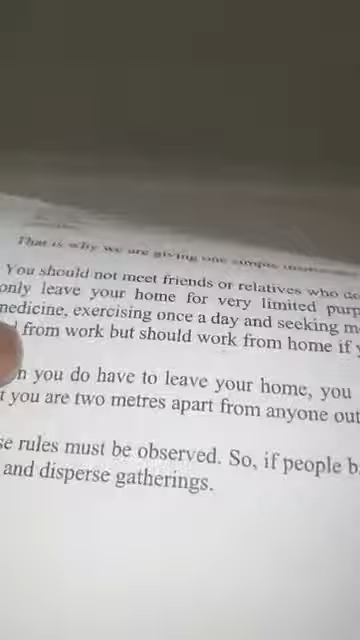 That is why we are giving one simple
You should not meet friends or relatives who do
only leave your home for very limited purp
medicine, exercising once a day and seeking m
from work but should work from home if y
n you do have to leave your home, you
t you are two metres apart from anyone out
se rules must be observed. So, if people b
and disperse gatherings.